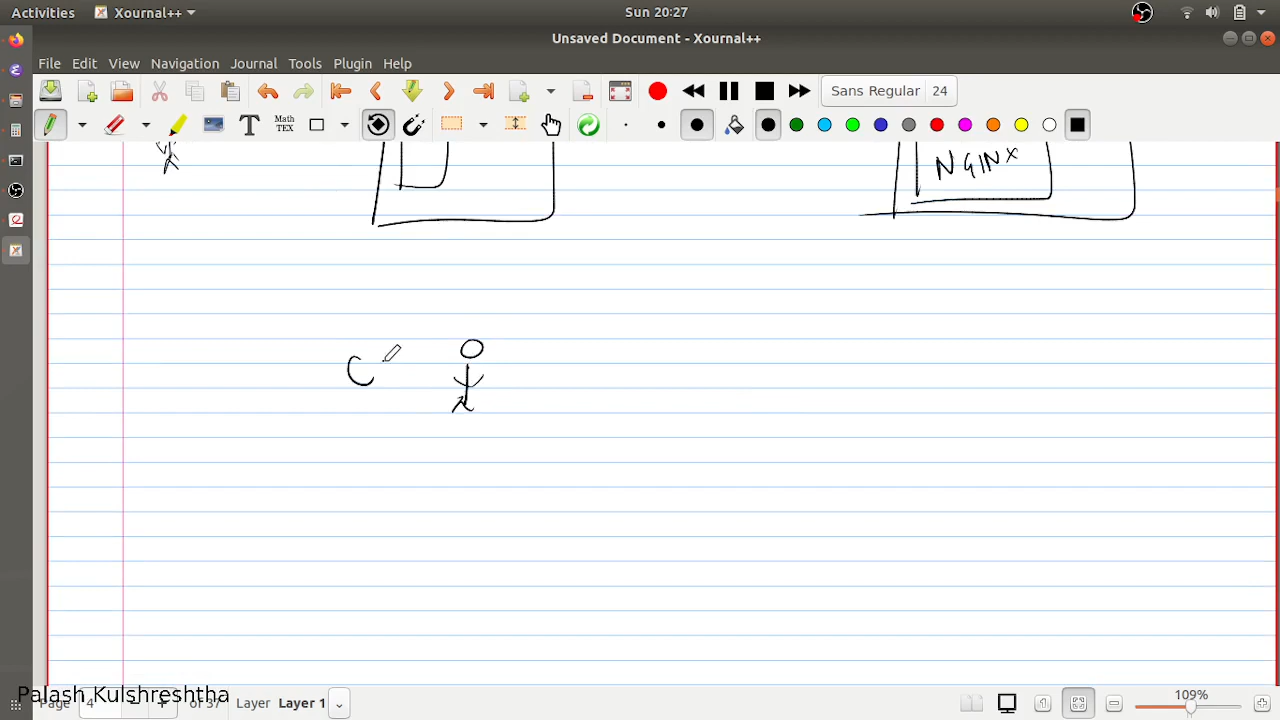 Activities Xournal++ Sun 20:27
Unsaved Document - Xournal++
File Edit View Navigation Journal Tools Plugin Help
Sans Regular 24
T Math TEX
NGINX
C
Palash Kulshreshtha
Page 4 of 37 Layer Layer 1 109%